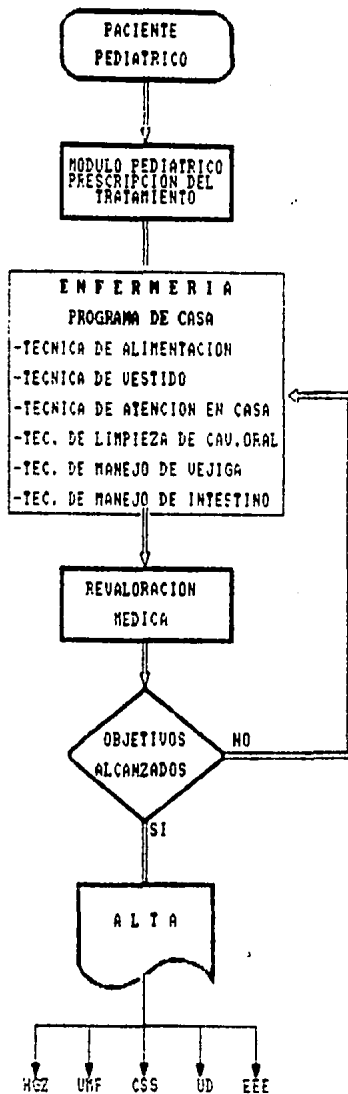 PACIENTE
PEDIATRICO
MODULO PEDIATRICO
PRESCRIPCION DEL
TRATAMIENTO
E N F E R M E R I A
PROGRAMA DE CASA
-TECNICA DE ALIMENTACION
-TECNICA DE VESTIDO
-TECNICA DE ATENCION EN CASA
-TEC. DE LIMPIEZA DE CAV.ORAL
-TEC. DE MANEJO DE VEJIGA
-TEC. DE MANEJO DE INTESTINO
REVALORACION
MEDICA
OBJETIVOS
ALCANZADOS
NO
SI
A L T A
HGZ UMF CSS UD EEE